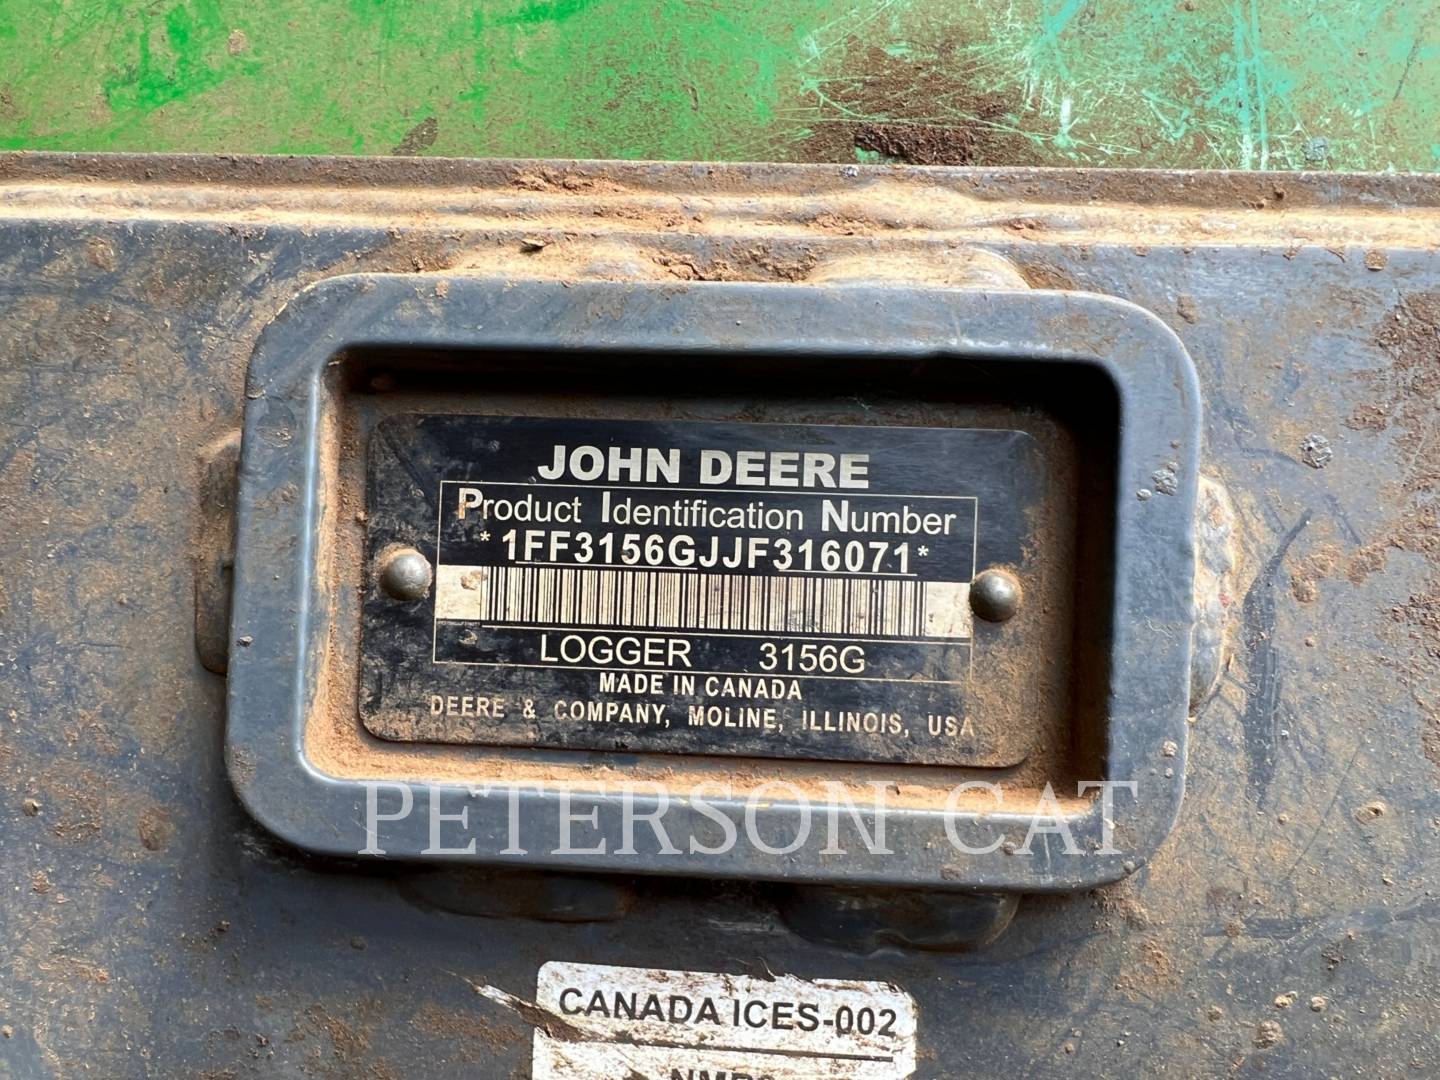 JOHN DEERE
Product Identification Number
*1FF3156GJJF316071*
LOGGER 3156G
MADE IN CANADA
DEERE & COMPANY, MOLINE, ILLINOIS, USA
PETERSON CAT
CANADA ICES-002